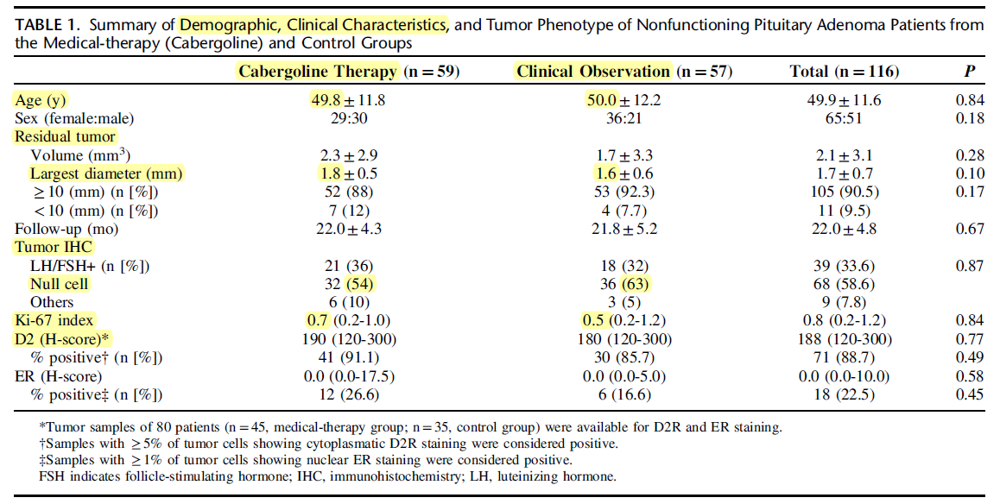 TABLE 1. Summary of Demographic, Clinical Characteristics, and Tumor Phenotype of Nonfunctioning Pituitary Adenoma Patients from
the Medical-therapy (Cabergoline) and Control Groups
Cabergoline Therapy (n = 59) Clinical Observation (n = 57) Total (n = 116) P
Age (y) 49.8 ± 11.8 50.0 ± 12.2 49.9 ± 11.6 0.84
Sex (female:male) 29:30 36:21 65:51 0.18
Residual tumor
Volume (mm³) 2.3 ± 2.9 1.7 ± 3.3 2.1 ± 3.1 0.28
Largest diameter (mm) 1.8 ± 0.5 1.6 ± 0.6 1.7 ± 0.7 0.10
≥ 10 (mm) (n [%]) 52 (88) 53 (92.3) 105 (90.5) 0.17
< 10 (mm) (n [%]) 7 (12) 4 (7.7) 11 (9.5)
Follow-up (mo) 22.0 ± 4.3 21.8 ± 5.2 22.0 ± 4.8 0.67
Tumor IHC
LH/FSH+ (n [%]) 21 (36) 18 (32) 39 (33.6) 0.87
Null cell 32 (54) 36 (63) 68 (58.6)
Others 6 (10) 3 (5) 9 (7.8)
Ki-67 index 0.7 (0.2-1.0) 0.5 (0.2-1.2) 0.8 (0.2-1.2) 0.84
D2 (H-score)* 190 (120-300) 180 (120-300) 188 (120-300) 0.77
% positive† (n [%]) 41 (91.1) 30 (85.7) 71 (88.7) 0.49
ER (H-score) 0.0 (0.0-17.5) 0.0 (0.0-5.0) 0.0 (0.0-10.0) 0.58
% positive‡ (n [%]) 12 (26.6) 6 (16.6) 18 (22.5) 0.45
*Tumor samples of 80 patients (n = 45, medical-therapy group; n = 35, control group) were available for D2R and ER staining.
†Samples with ≥ 5% of tumor cells showing cytoplasmatic D2R staining were considered positive.
‡Samples with ≥ 1% of tumor cells showing nuclear ER staining were considered positive.
FSH indicates follicle-stimulating hormone; IHC, immunohistochemistry; LH, luteinizing hormone.